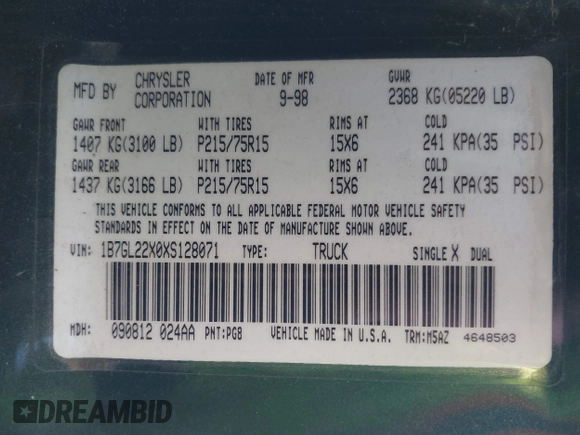 MFD BY CHRYSLER CORPORATION DATE OF MFR 9-98 GVWR 2368 KG(05220 LB)
GAWR FRONT WITH TIRES RIMS AT COLD
1407 KG(3100 LB) P215/75R15 15X6 241 KPA(35 PSI)
GAWR REAR WITH TIRES RIMS AT COLD
1437 KG(3166 LB) P215/75R15 15X6 241 KPA(35 PSI)
THIS VEHICLE CONFORMS TO ALL APPLICABLE FEDERAL MOTOR VEHICLE SAFETY
STANDARDS IN EFFECT ON THE DATE OF MANUFACTURE SHOWN ABOVE.
VIN: 1B7GL22X0XS128071 TYPE: TRUCK SINGLE X DUAL
MDH: 090812 024AA PNT:PGB VEHICLE MADE IN U.S.A. TRM:M5AZ 4648503
DREAMBID